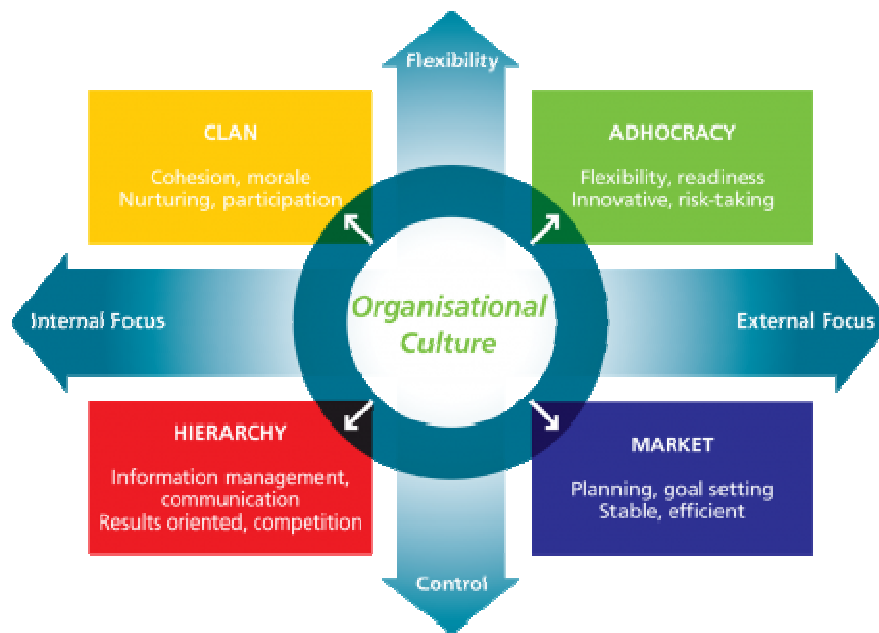 Flexibility
CLAN
Cohesion, morale
Nurturing, participation
ADHOCRACY
Flexibility, readiness
Innovative, risk-taking
Internal Focus
Organisational
Culture
External Focus
HIERARCHY
Information management,
communication
Results oriented, competition
MARKET
Planning, goal setting
Stable, efficient
Control